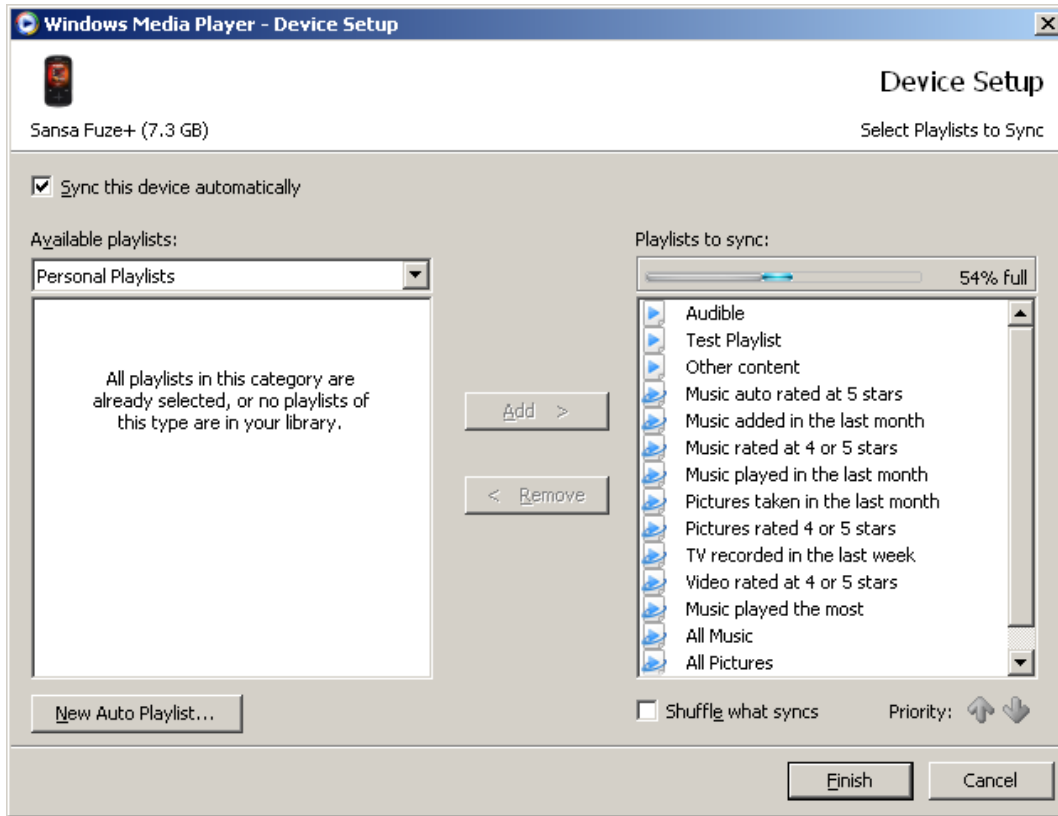 Windows Media Player - Device Setup
Device Setup
Sansa Fuze+ (7.3 GB)
Select Playlists to Sync
Sync this device automatically
Available playlists:
Personal Playlists
All playlists in this category are
already selected, or no playlists of
this type are in your library.
New Auto Playlist...
Add >
< Remove
Playlists to sync:
54% full
Audible
Test Playlist
Other content
Music auto rated at 5 stars
Music added in the last month
Music rated at 4 or 5 stars
Music played in the last month
Pictures taken in the last month
Pictures rated 4 or 5 stars
TV recorded in the last week
Video rated at 4 or 5 stars
Music played the most
All Music
All Pictures
Shuffle what syncs
Priority:
Finish
Cancel